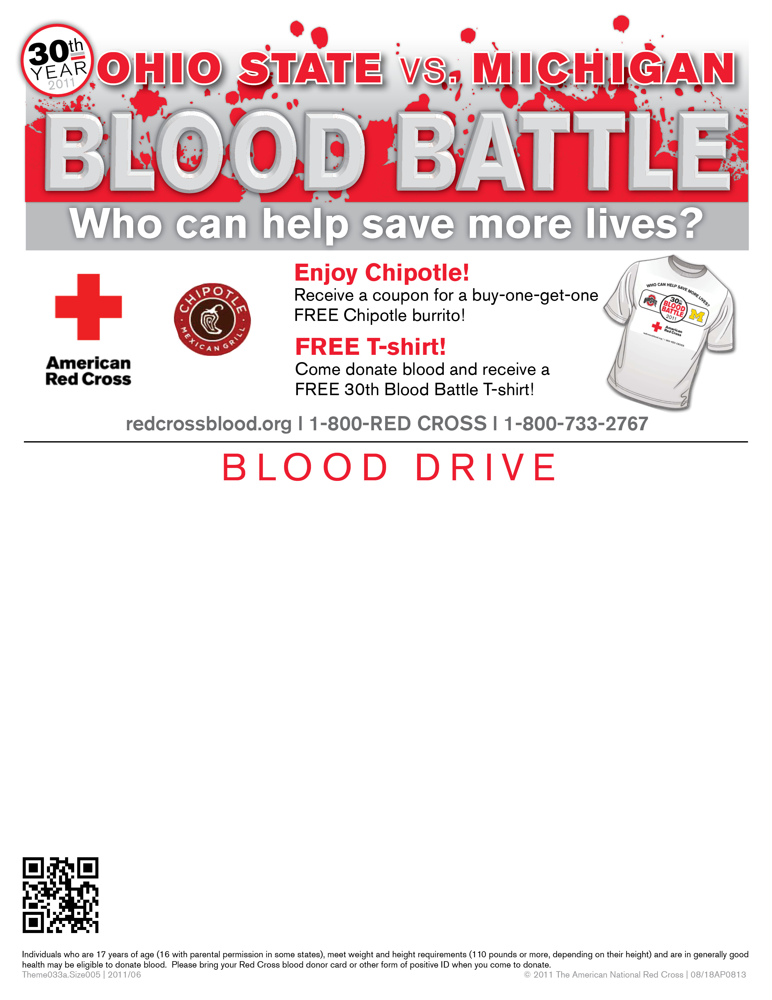 30th
YEAR
2011
OHIO STATE VS. MICHIGAN
BLOOD BATTLE
Who can help save more lives?
American
Red Cross
CHIPOTLE
MEXICAN GRILL
Enjoy Chipotle!
Receive a coupon for a buy-one-get-one
FREE Chipotle burrito!
FREE T-shirt!
Come donate blood and receive a
FREE 30th Blood Battle T-shirt!
WHO CAN HELP SAVE MORE LIVES?
OHIO STATE
30th
BLOOD
BATTLE
2011
M
American
Red Cross
redcrossblood.org | 1-800-RED CROSS
redcrossblood.org | 1-800-RED CROSS | 1-800-733-2767
BLOOD DRIVE
Individuals who are 17 years of age (16 with parental permission in some states), meet weight and height requirements (110 pounds or more, depending on their height) and are in generally good
health may be eligible to donate blood.  Please bring your Red Cross blood donor card or other form of positive ID when you come to donate.
Theme033a.Size005 | 2011/06
© 2011 The American National Red Cross | 08/18AP0813